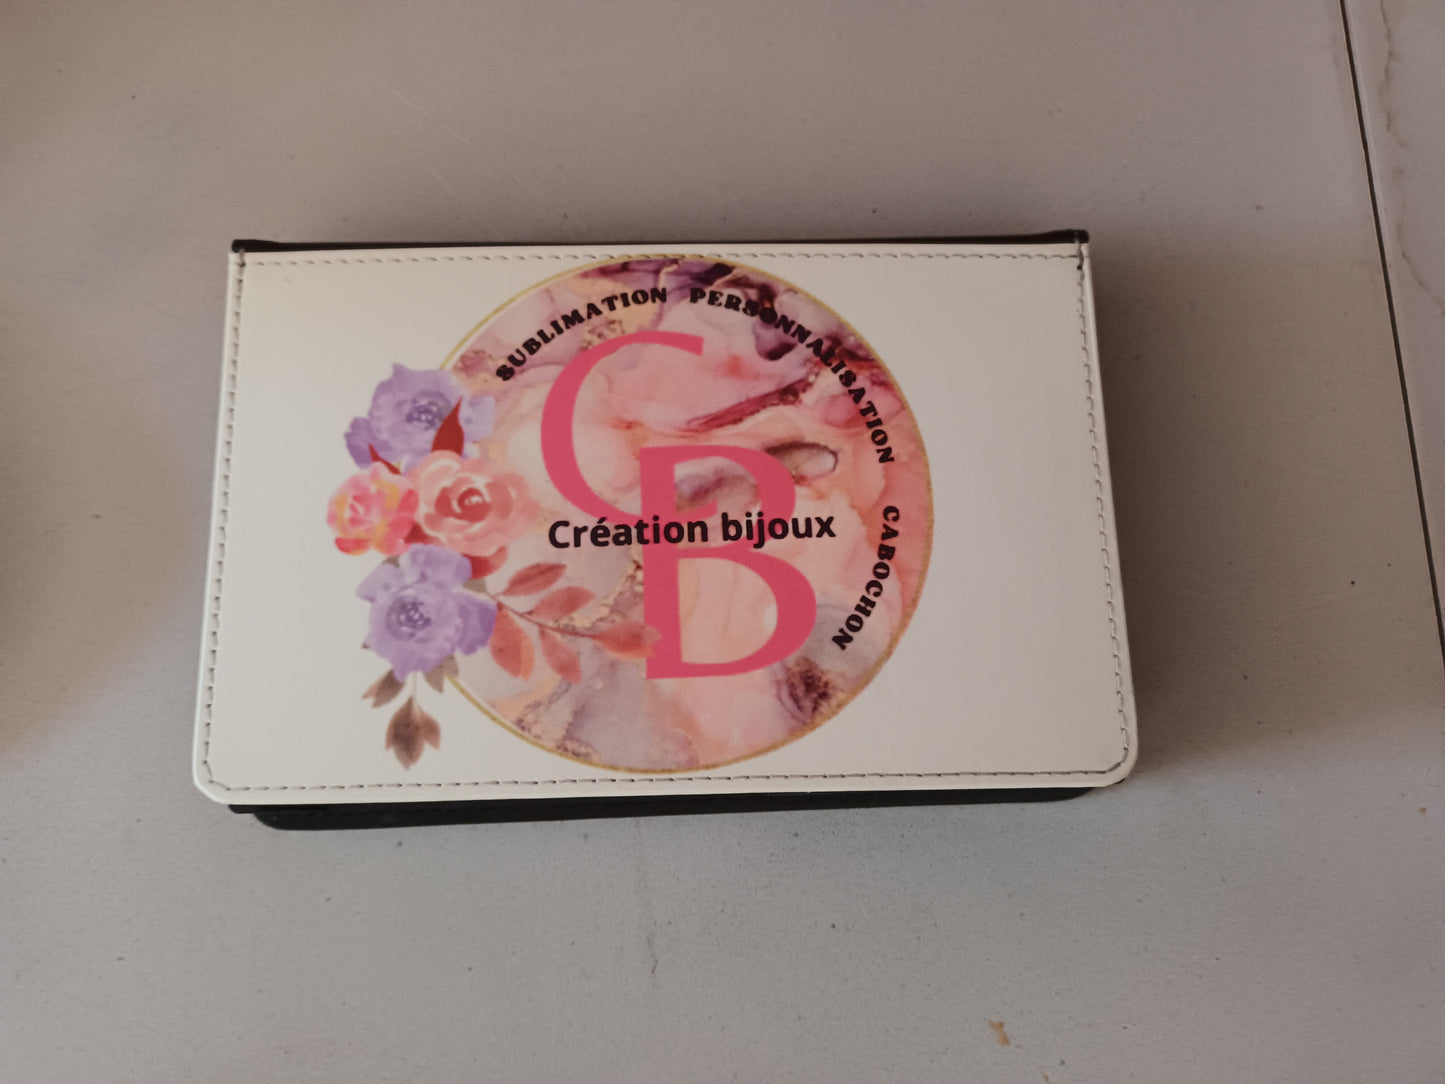 SUBLIMATION PERSONNALISATION CABOCHON
CB
Création bijoux